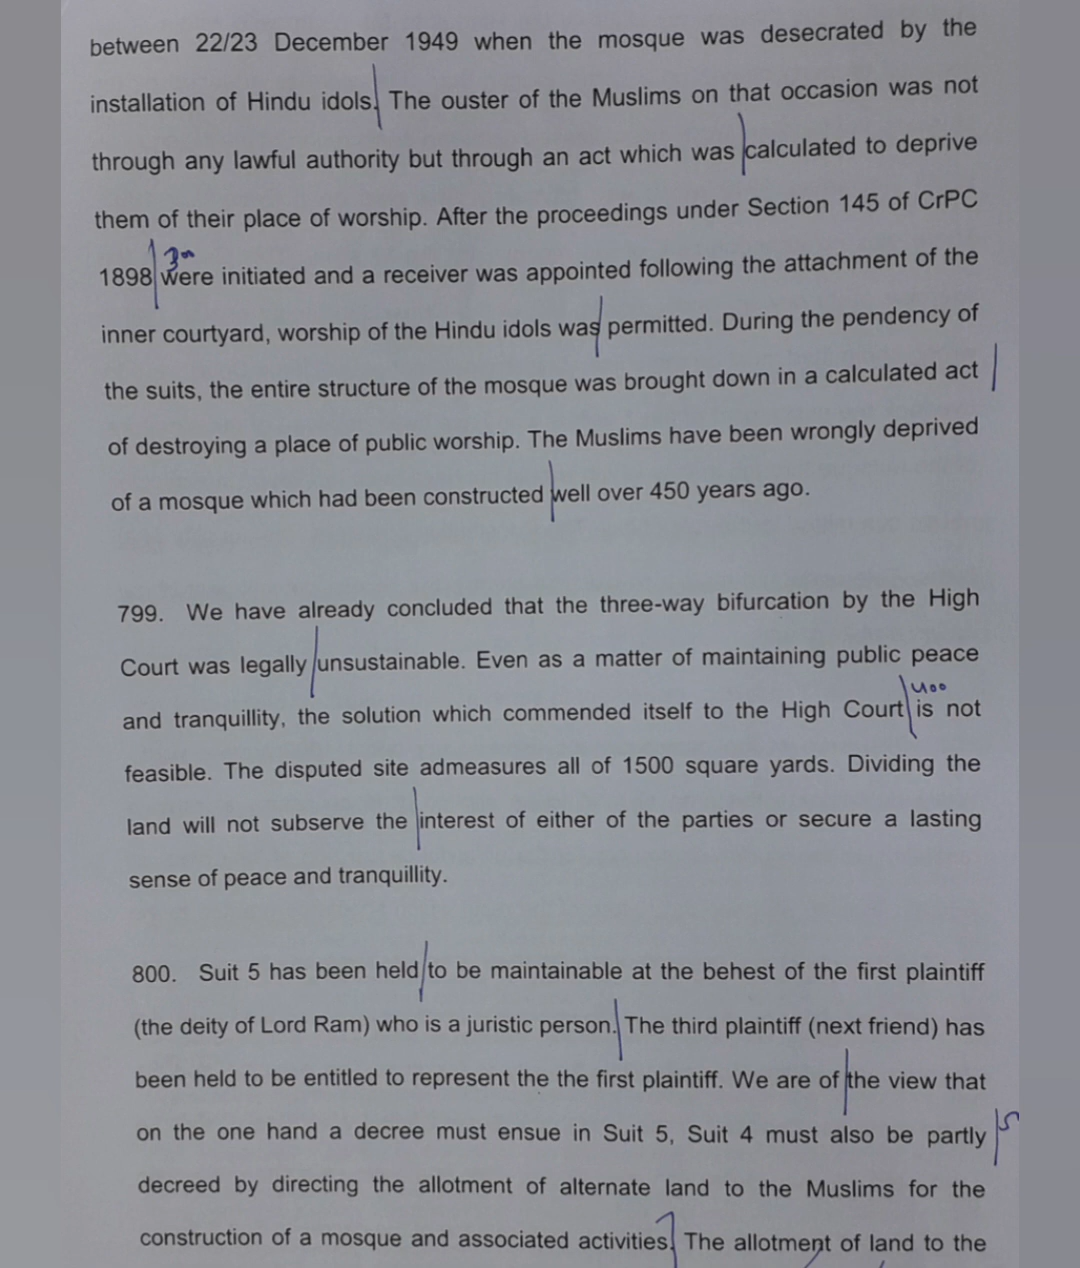 between 22/23 December 1949 when the mosque was desecrated by the
installation of Hindu idols. The ouster of the Muslims on that occasion was not
through any lawful authority but through an act which was calculated to deprive
them of their place of worship. After the proceedings under Section 145 of CrPC
1898 were initiated and a receiver was appointed following the attachment of the
inner courtyard, worship of the Hindu idols was permitted. During the pendency of
the suits, the entire structure of the mosque was brought down in a calculated act
of destroying a place of public worship. The Muslims have been wrongly deprived
of a mosque which had been constructed well over 450 years ago.
799. We have already concluded that the three-way bifurcation by the High
Court was legally unsustainable. Even as a matter of maintaining public peace
400
and tranquillity, the solution which commended itself to the High Court is not
feasible. The disputed site admeasures all of 1500 square yards. Dividing the
land will not subserve the interest of either of the parties or secure a lasting
sense of peace and tranquillity.
800. Suit 5 has been held to be maintainable at the behest of the first plaintiff
(the deity of Lord Ram) who is a juristic person. The third plaintiff (next friend) has
been held to be entitled to represent the the first plaintiff. We are of the view that
on the one hand a decree must ensue in Suit 5, Suit 4 must also be partly
decreed by directing the allotment of alternate land to the Muslims for the
construction of a mosque and associated activities. The allotment of land to the